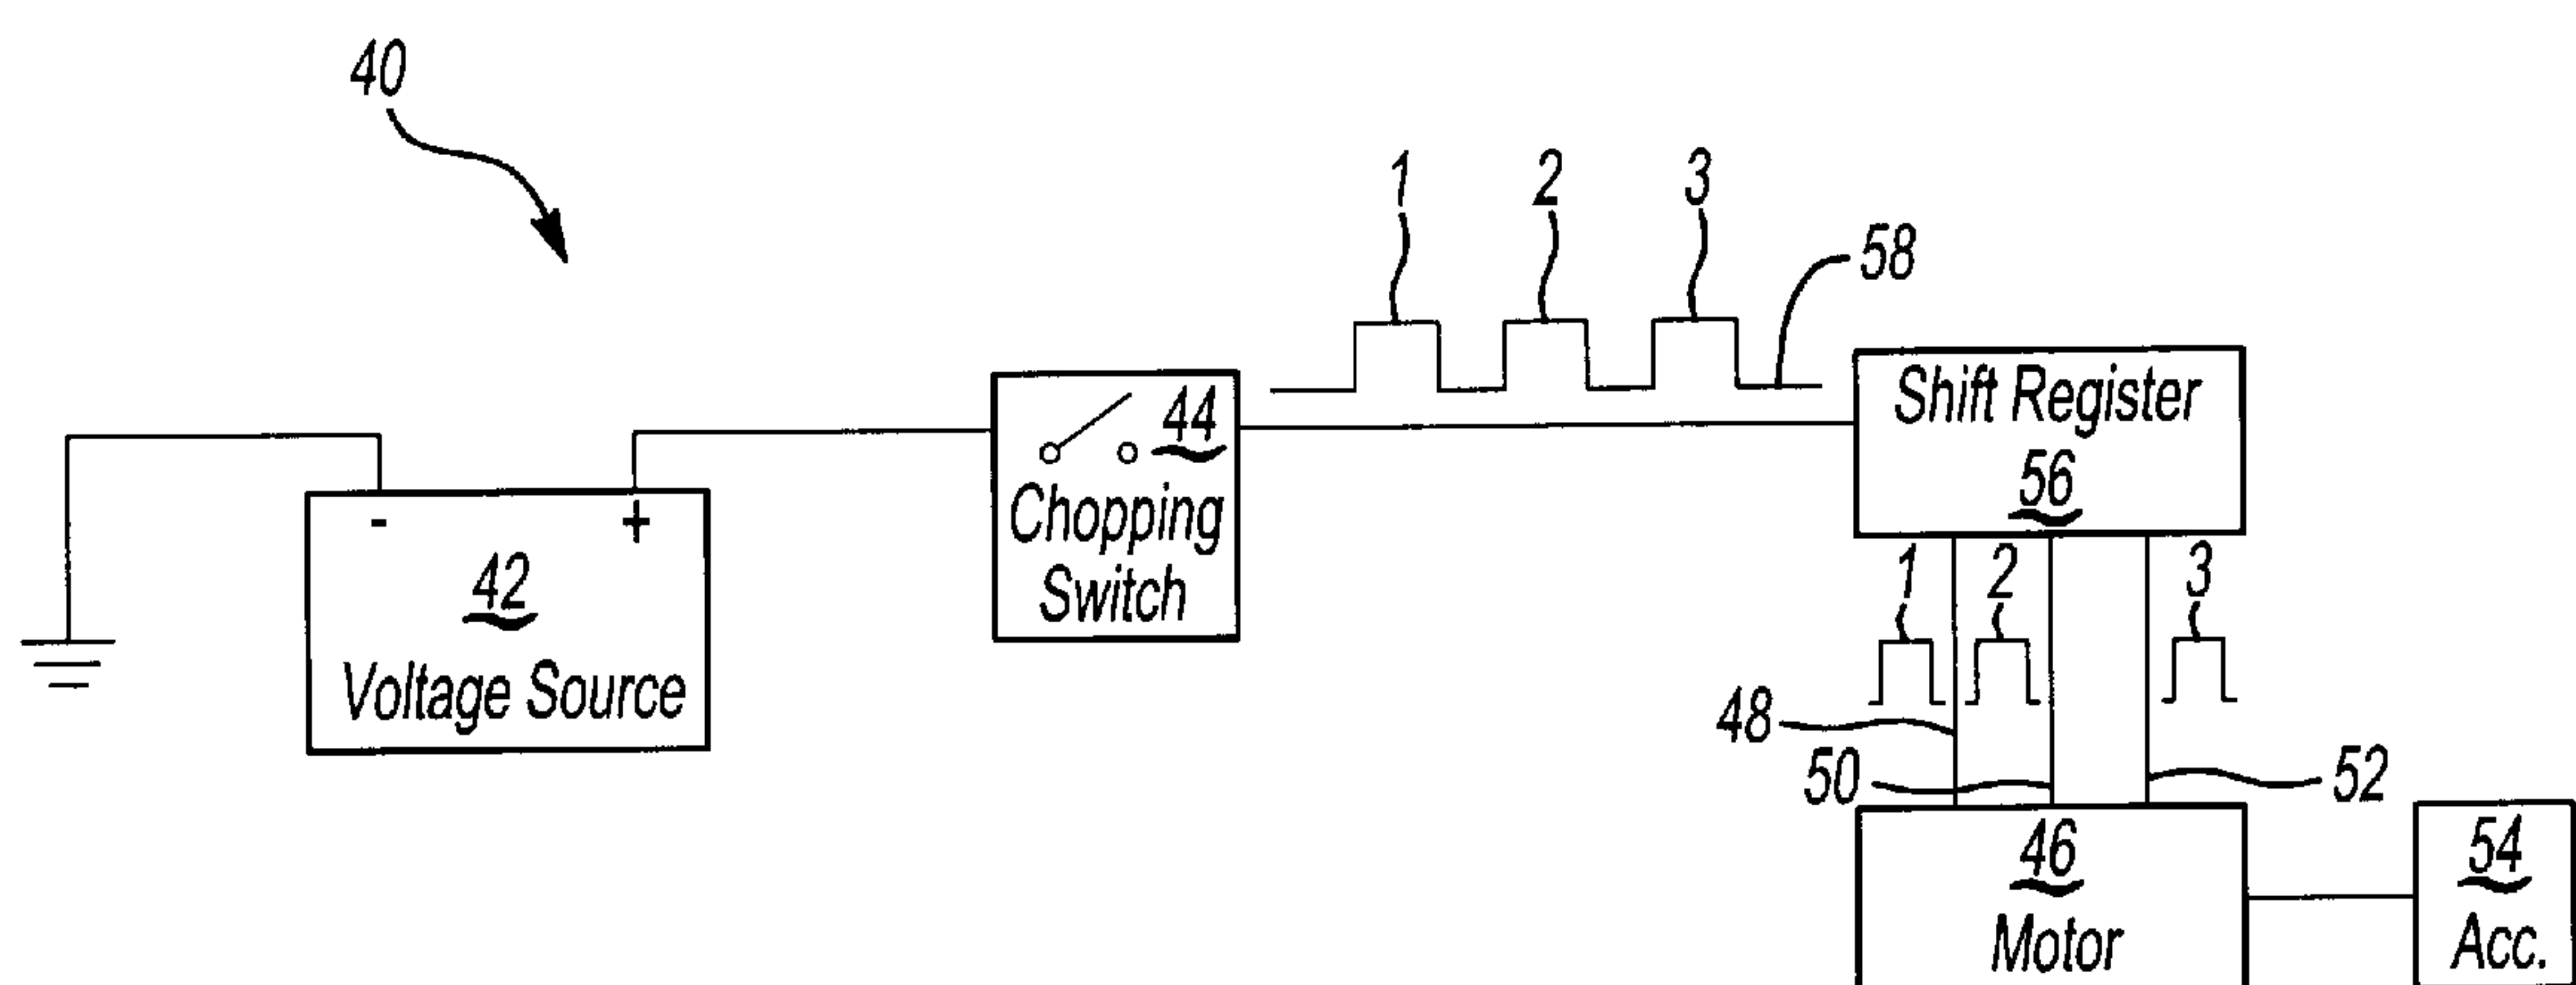 40
1 2 3
58
44
Chopping
Switch
Shift Register
56
- +
42
Voltage Source
1 2 3
48
50
52
46
Motor
54
Acc.